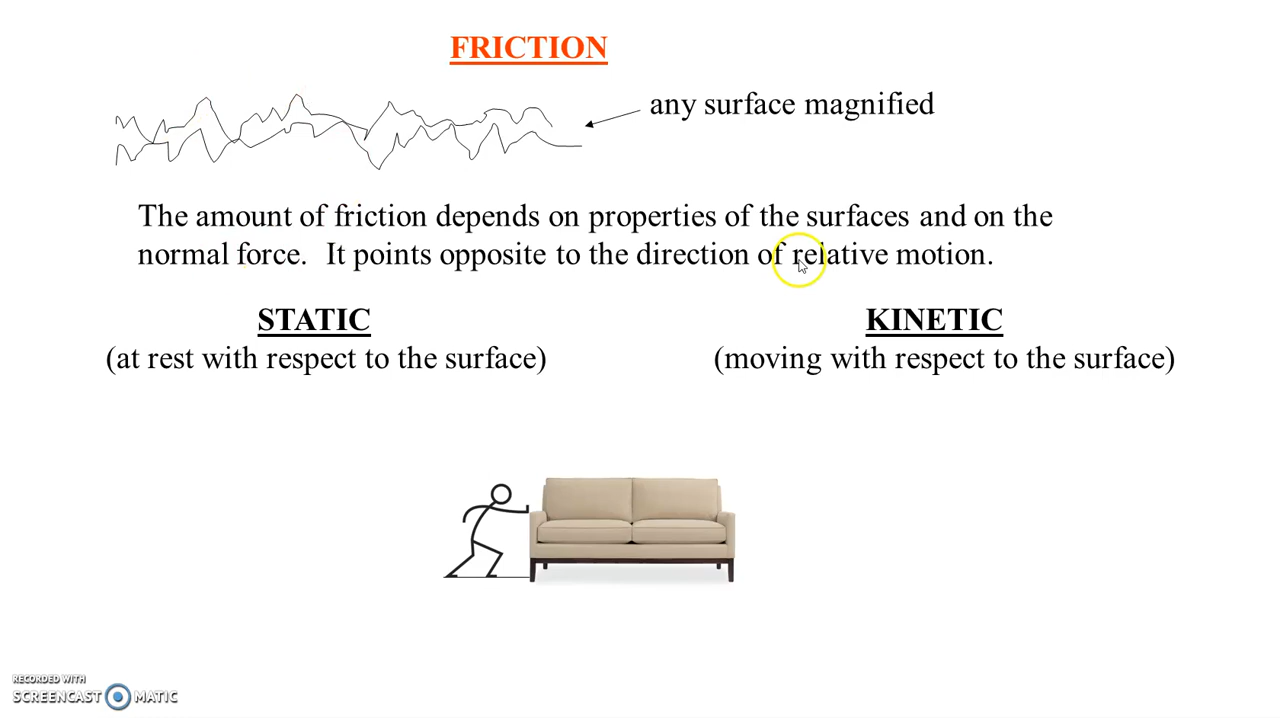 FRICTION
any surface magnified
The amount of friction depends on properties of the surfaces and on the
normal force. It points opposite to the direction of relative motion.
STATIC
KINETIC
(at rest with respect to the surface)
(moving with respect to the surface)
RECORDED WITH
SCREENCAST MATIC